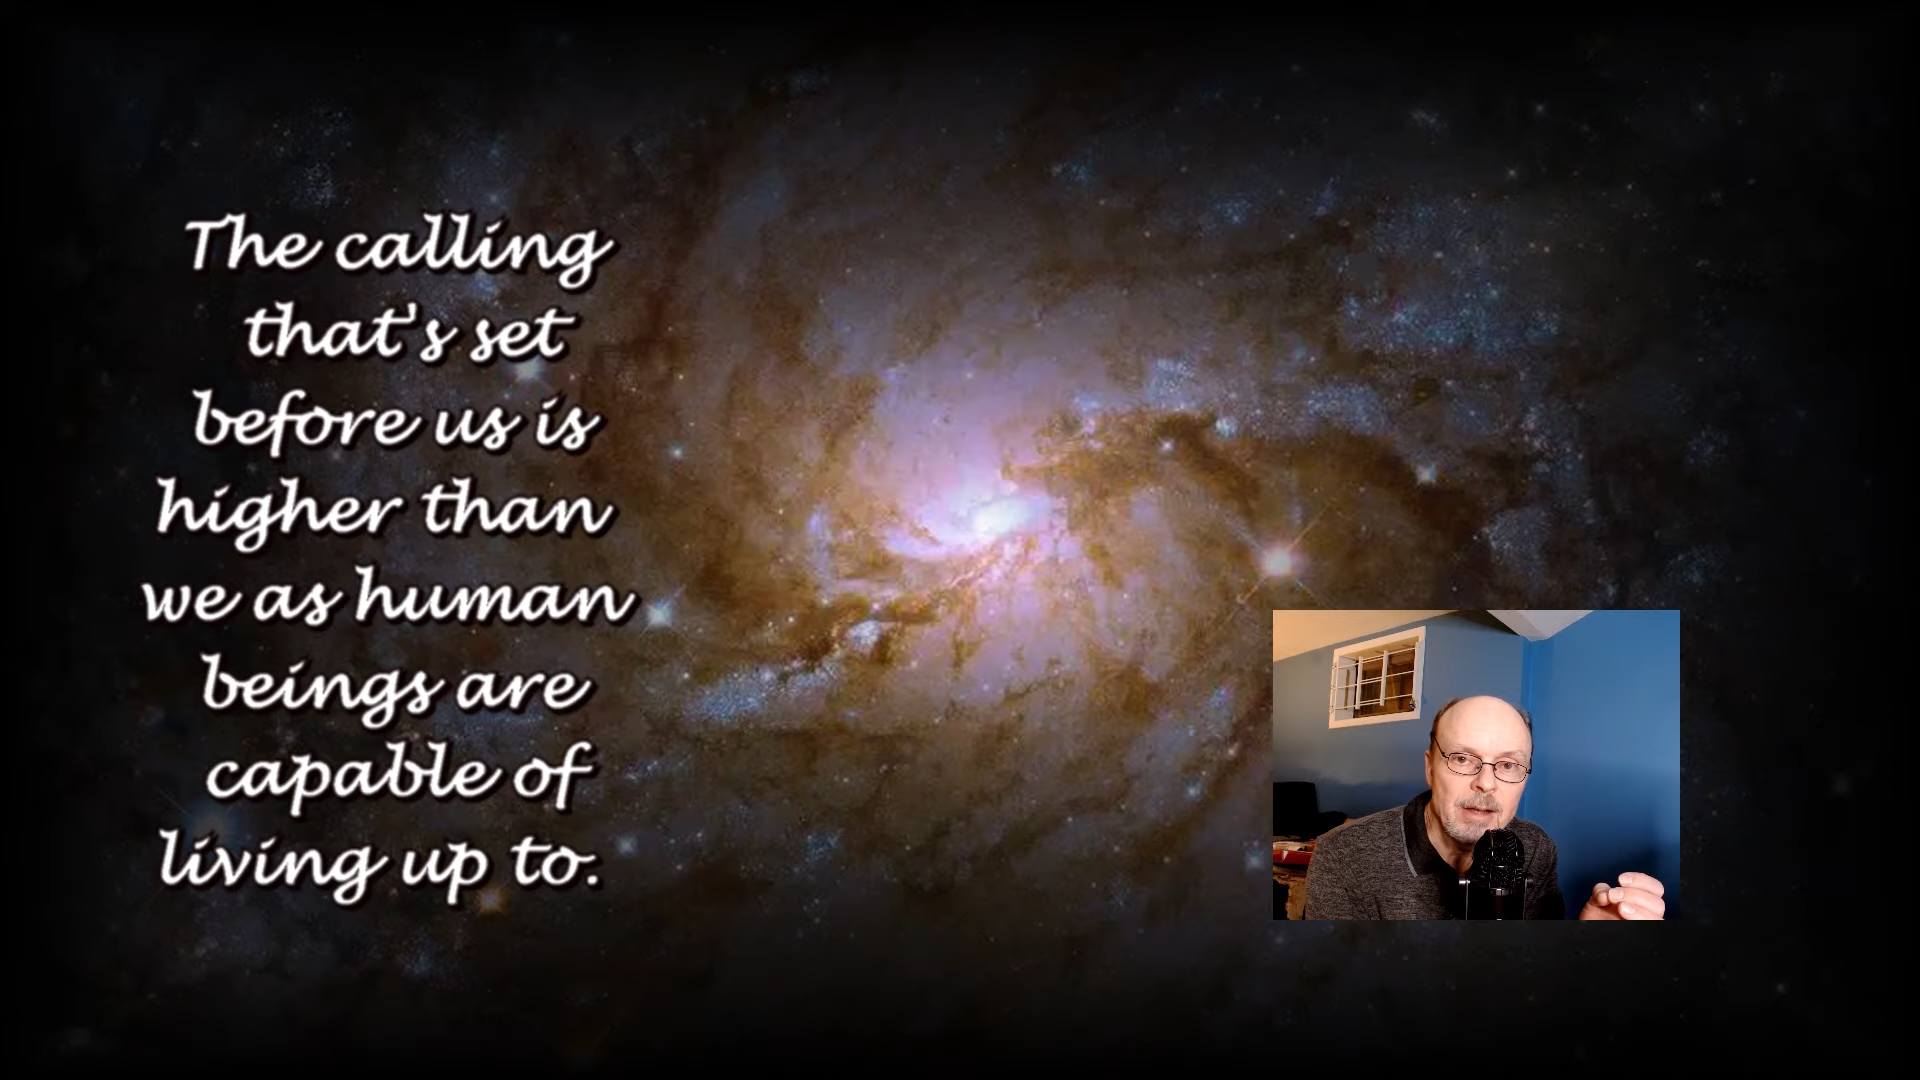 The calling
that's set
before us is
higher than
we as human
beings are
capable of
living up to.